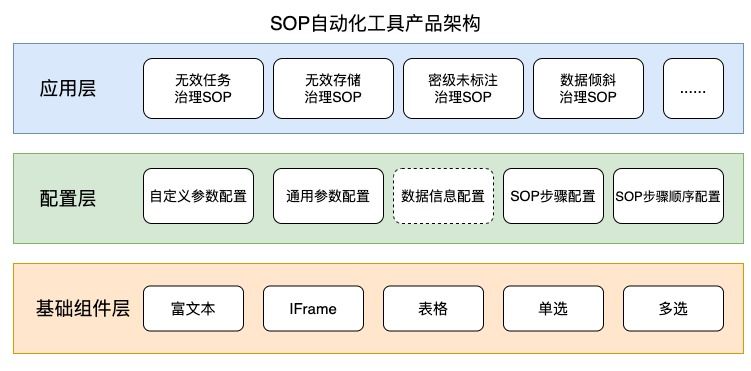 SOP自动化工具产品架构
应用层
无效任务
治理SOP
无效存储
治理SOP
密级未标注
治理SOP
数据倾斜
治理SOP
......
配置层
自定义参数配置
通用参数配置
数据信息配置
SOP步骤配置
SOP步骤顺序配置
基础组件层
富文本
IFrame
表格
单选
多选